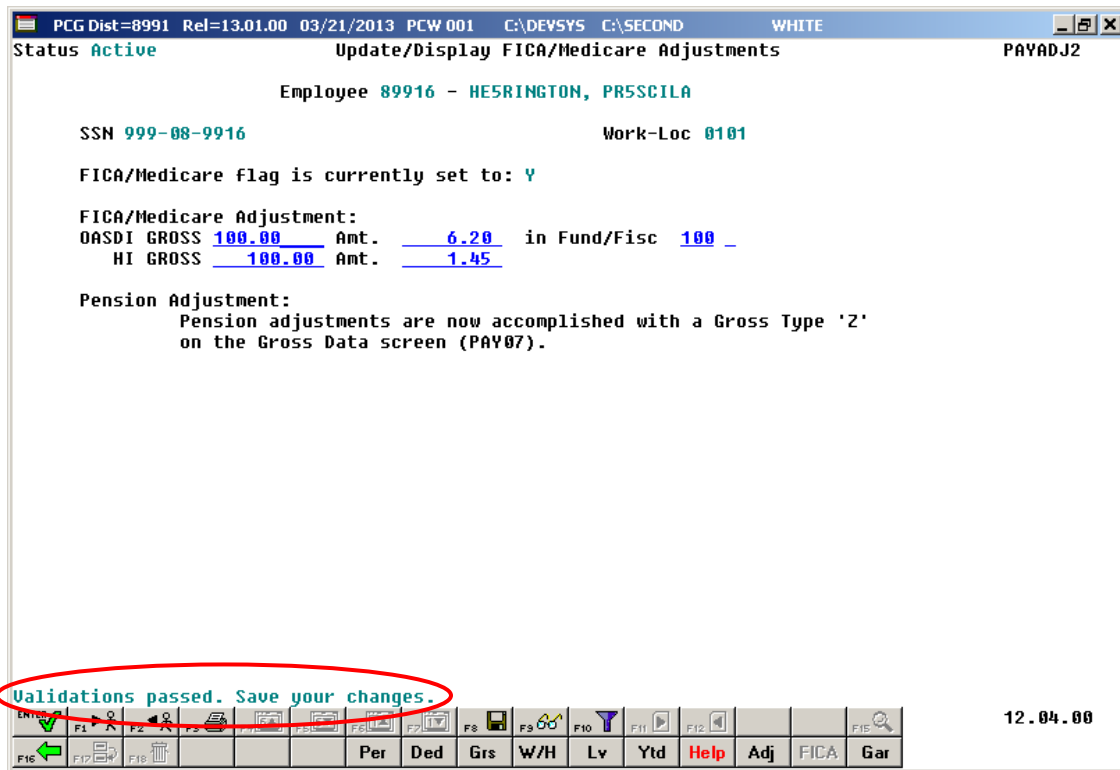 PCG Dist=8991 Rel=13.01.00 03/21/2013 PCW 001 C:\DEVSYS C:\SECOND WHITE
Status Active Update/Display FICA/Medicare Adjustments PAYADJ2
Employee 89916 - HE5RINGTON, PR5SCILA
SSN 999-08-9916 Work-Loc 0101
FICA/Medicare flag is currently set to: Y
FICA/Medicare Adjustment:
OASDI GROSS 100.00 Amt. 6.20 in Fund/Fisc 100
HI GROSS 100.00 Amt. 1.45
Pension Adjustment:
Pension adjustments are now accomplished with a Gross Type 'Z'
on the Gross Data screen (PAY07).
Validations passed. Save your changes.
ENTER F1 F2 F3 F4 F5 F6 F7 F8 F9 F10 F11 F12 F15 12.04.00
F16 F17 F18 Per Ded Grs W/H Lv Ytd Help Adj FICA Gar